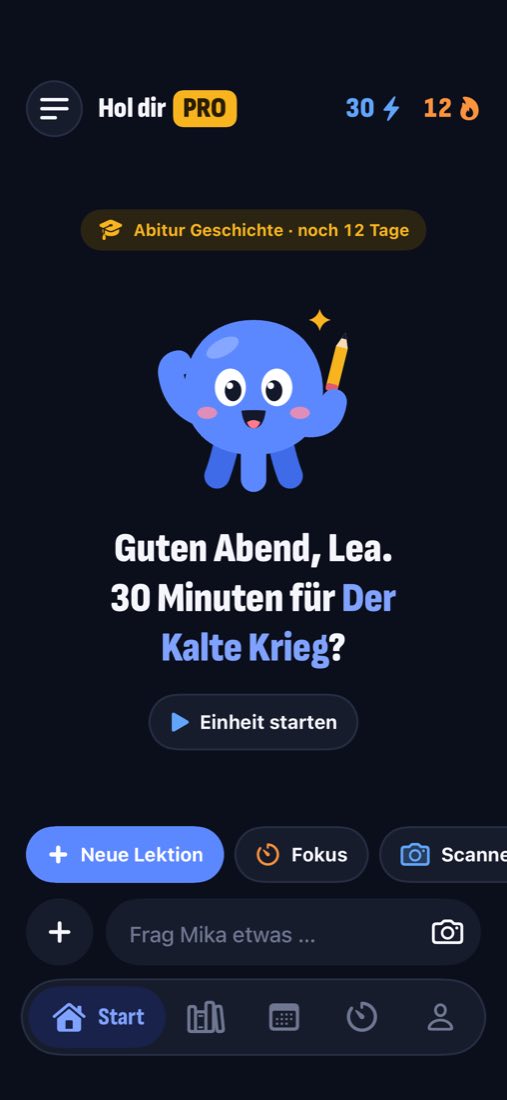 Hol dir PRO
30 12
Abitur Geschichte · noch 12 Tage
Guten Abend, Lea.
30 Minuten für Der
Kalte Krieg?
Einheit starten
Neue Lektion Fokus Scanne
Frag Mika etwas ...
Start